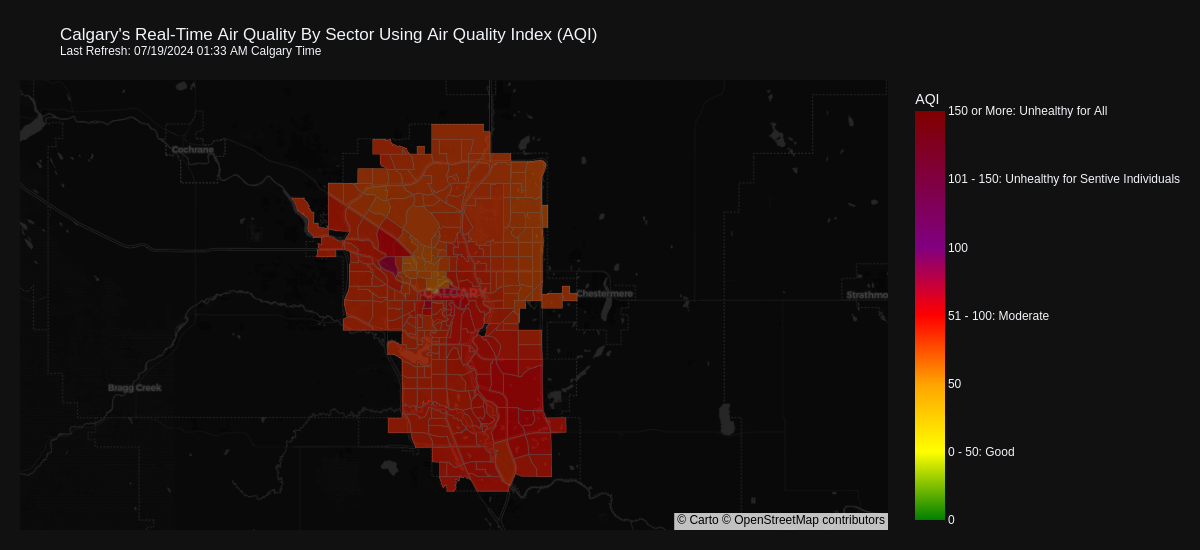 Calgary's Real-Time Air Quality By Sector Using Air Quality Index (AQI)
Last Refresh: 07/19/2024 01:33 AM Calgary Time
AQI
150 or More: Unhealthy for All
101 - 150: Unhealthy for Sentive Individuals
100
51 - 100: Moderate
50
0 - 50: Good
0
Cochrane
CALGARY
Chestermere
Strathmo
Bragg Creek
© Carto © OpenStreetMap contributors